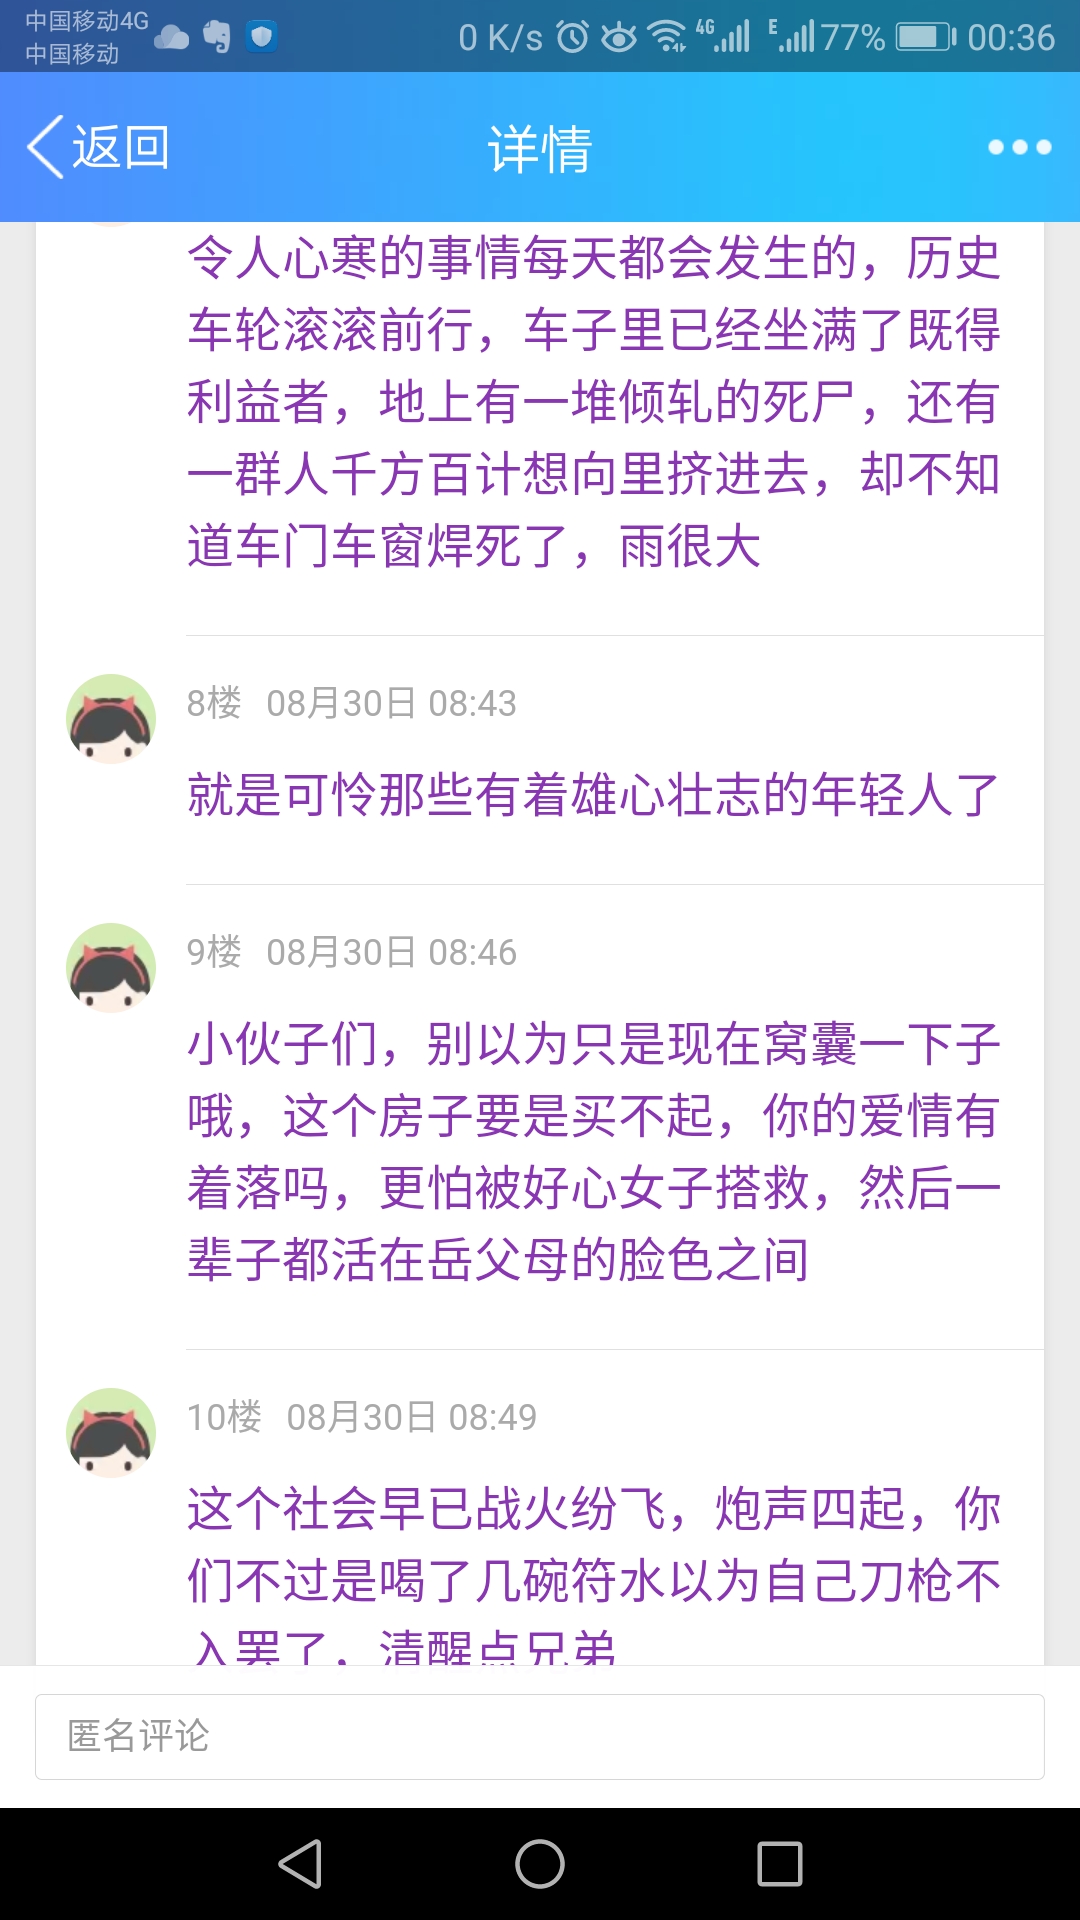 中国移动4G
中国移动
0 K/s 4G E 77% 00:36
返回 详情
令人心寒的事情每天都会发生的，历史
车轮滚滚前行，车子里已经坐满了既得
利益者，地上有一堆倾轧的死尸，还有
一群人千方百计想向里挤进去，却不知
道车门车窗焊死了，雨很大
8楼 08月30日 08:43
就是可怜那些有着雄心壮志的年轻人了
9楼 08月30日 08:46
小伙子们，别以为只是现在窝囊一下子
哦，这个房子要是买不起，你的爱情有
着落吗，更怕被好心女子搭救，然后一
辈子都活在岳父母的脸色之间
10楼 08月30日 08:49
这个社会早已战火纷飞，炮声四起，你
们不过是喝了几碗符水以为自己刀枪不
入罢了，清醒点兄弟
匿名评论